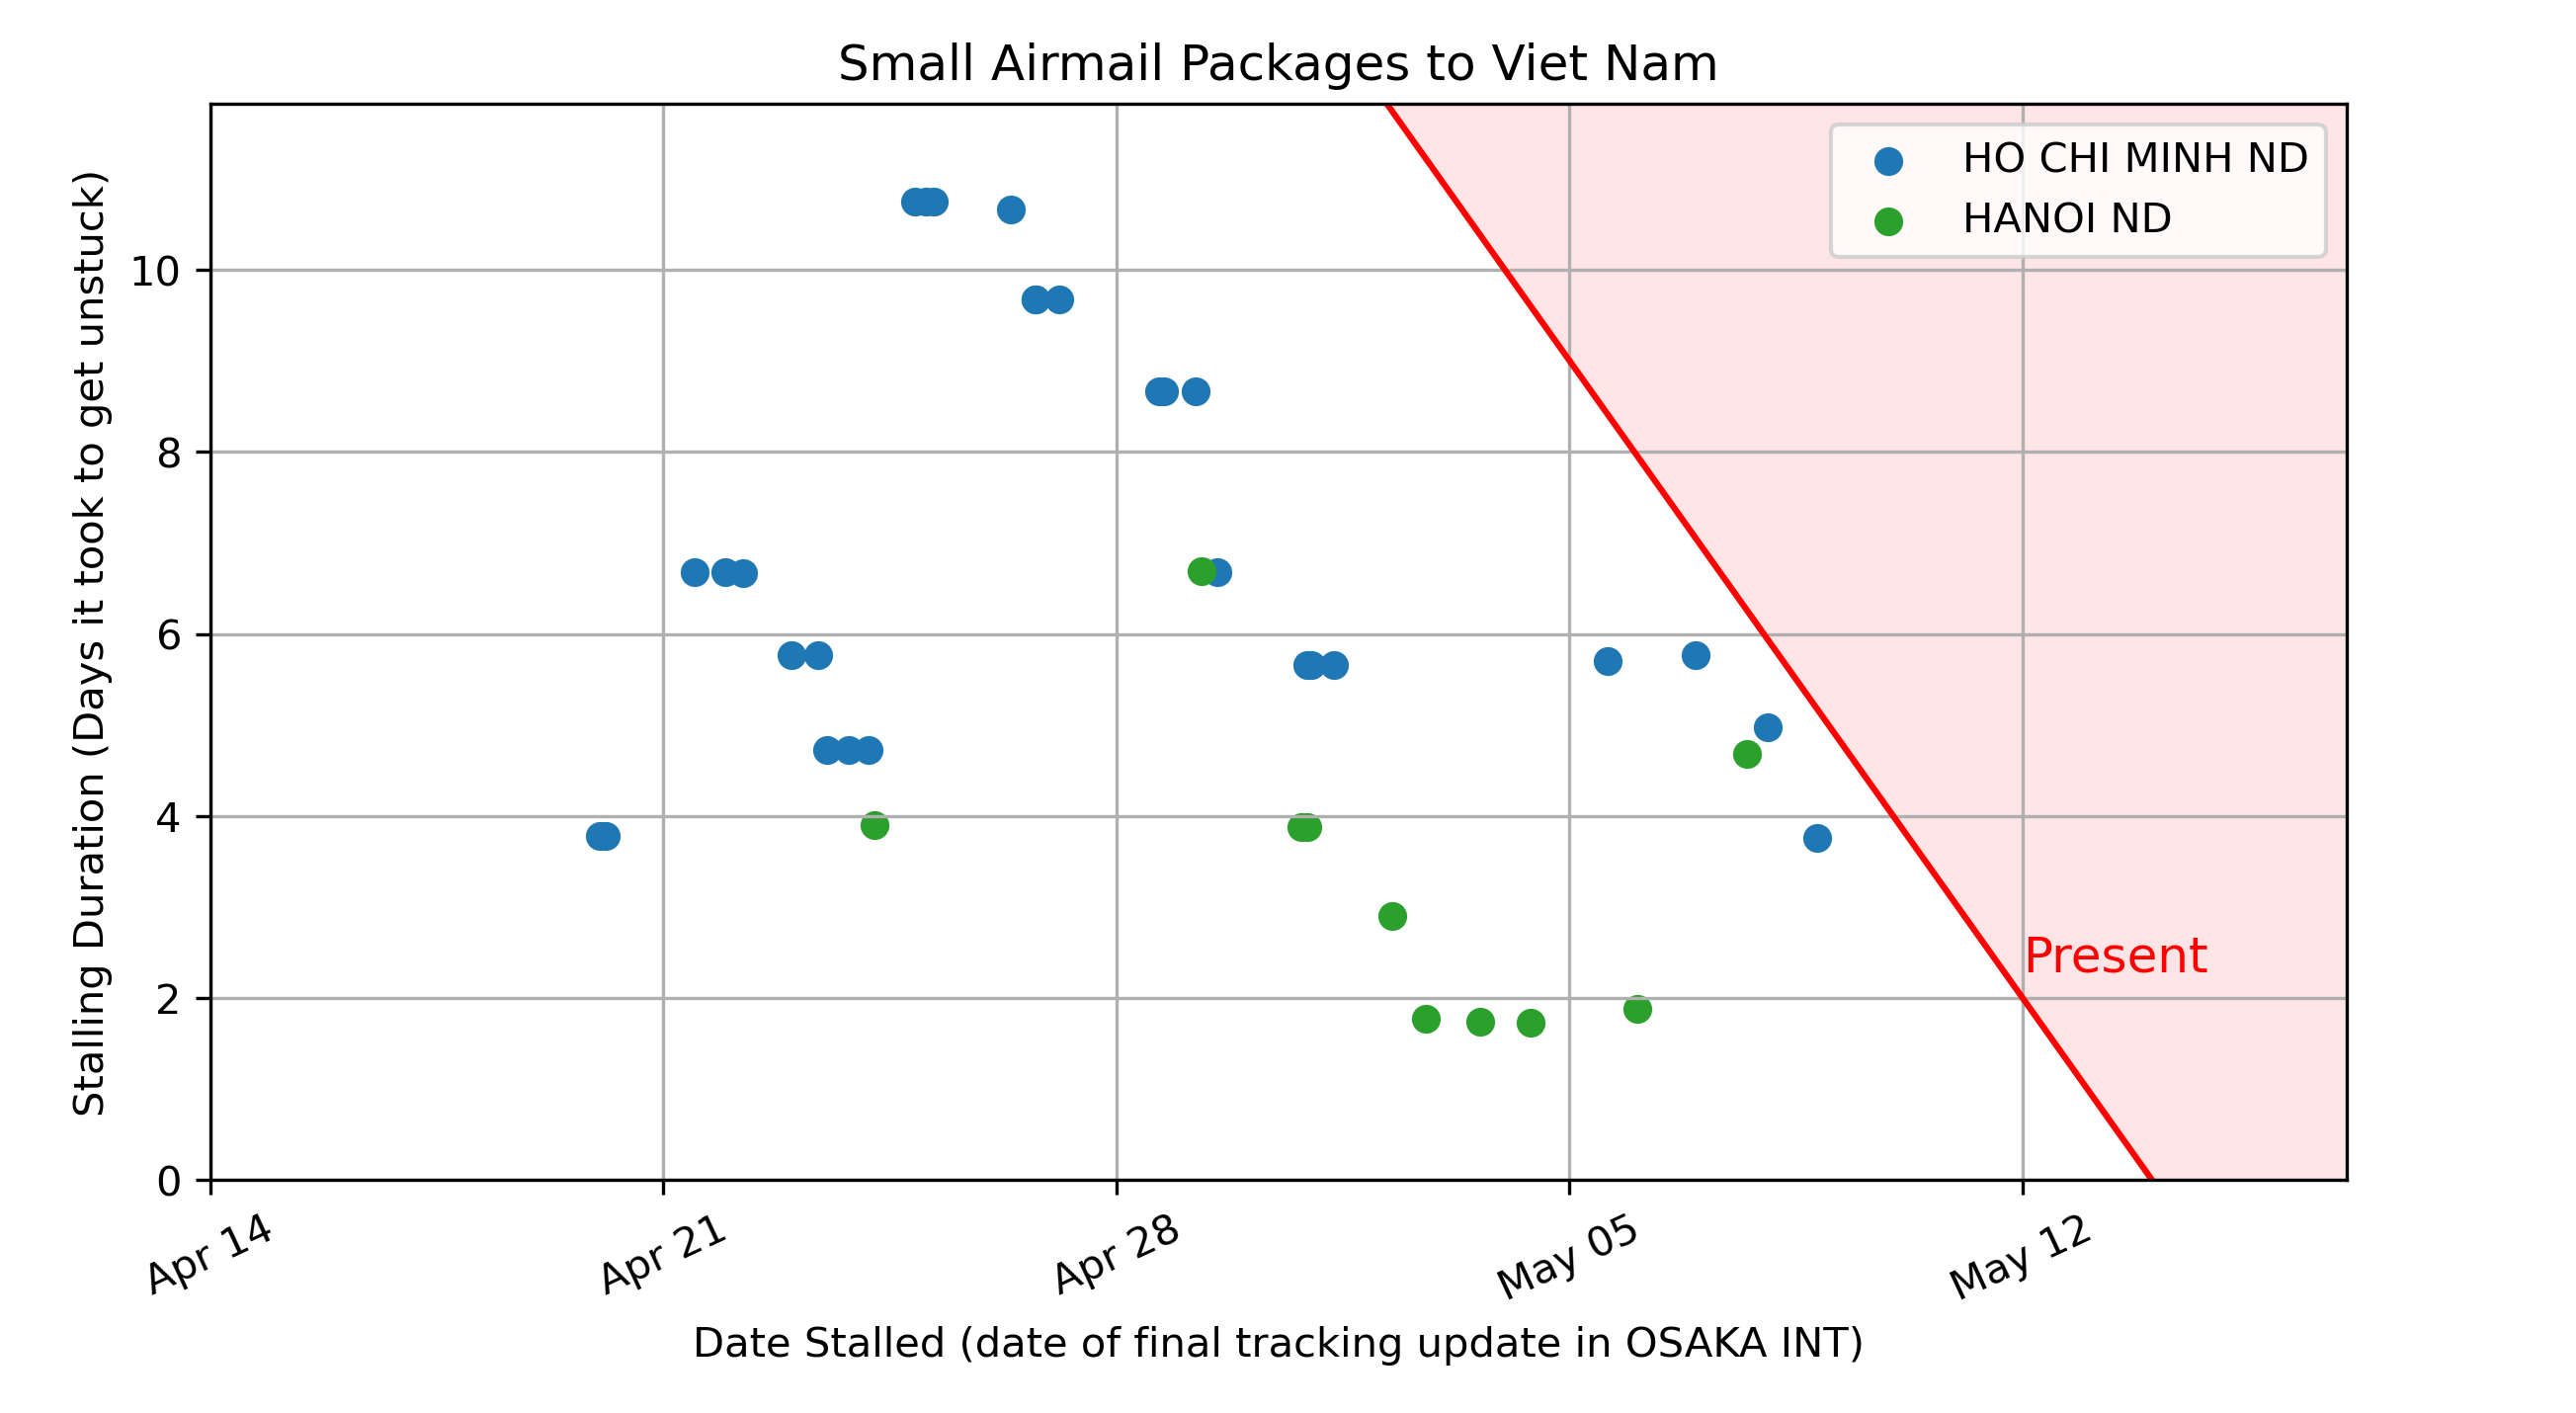 Small Airmail Packages to Viet Nam
HO CHI MINH ND
HANOI ND
Stalling Duration (Days it took to get unstuck)
10
8
6
4
2
0
Present
Apr 14
Apr 21
Apr 28
May 05
May 12
Date Stalled (date of final tracking update in OSAKA INT)